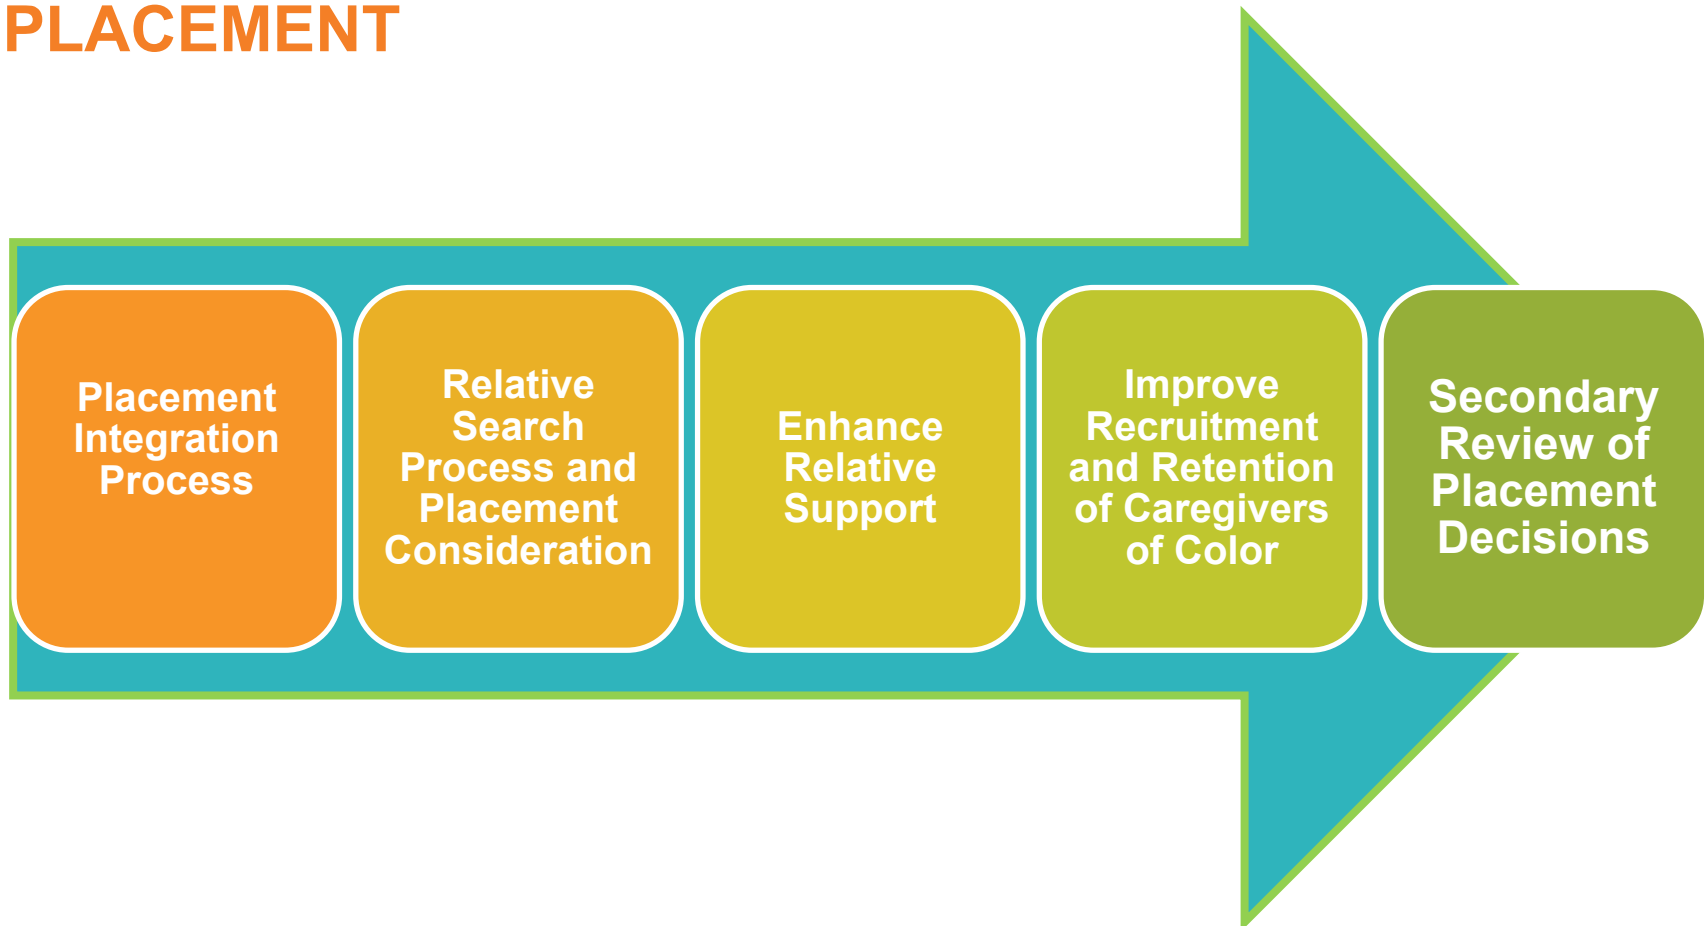 PLACEMENT
Placement
Integration
Process
Relative
Search
Process and
Placement
Consideration
Enhance
Relative
Support
Improve
Recruitment
and Retention
of Caregivers
of Color
Secondary
Review of
Placement
Decisions